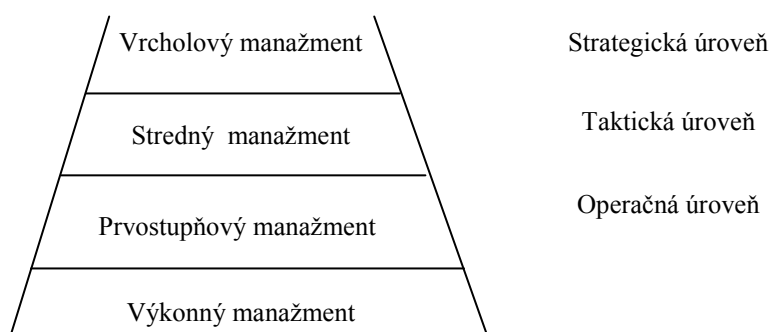 Vrcholový manažment
Strategická úroveň
Stredný manažment
Taktická úroveň
Prvostupňový manažment
Operačná úroveň
Výkonný manažment